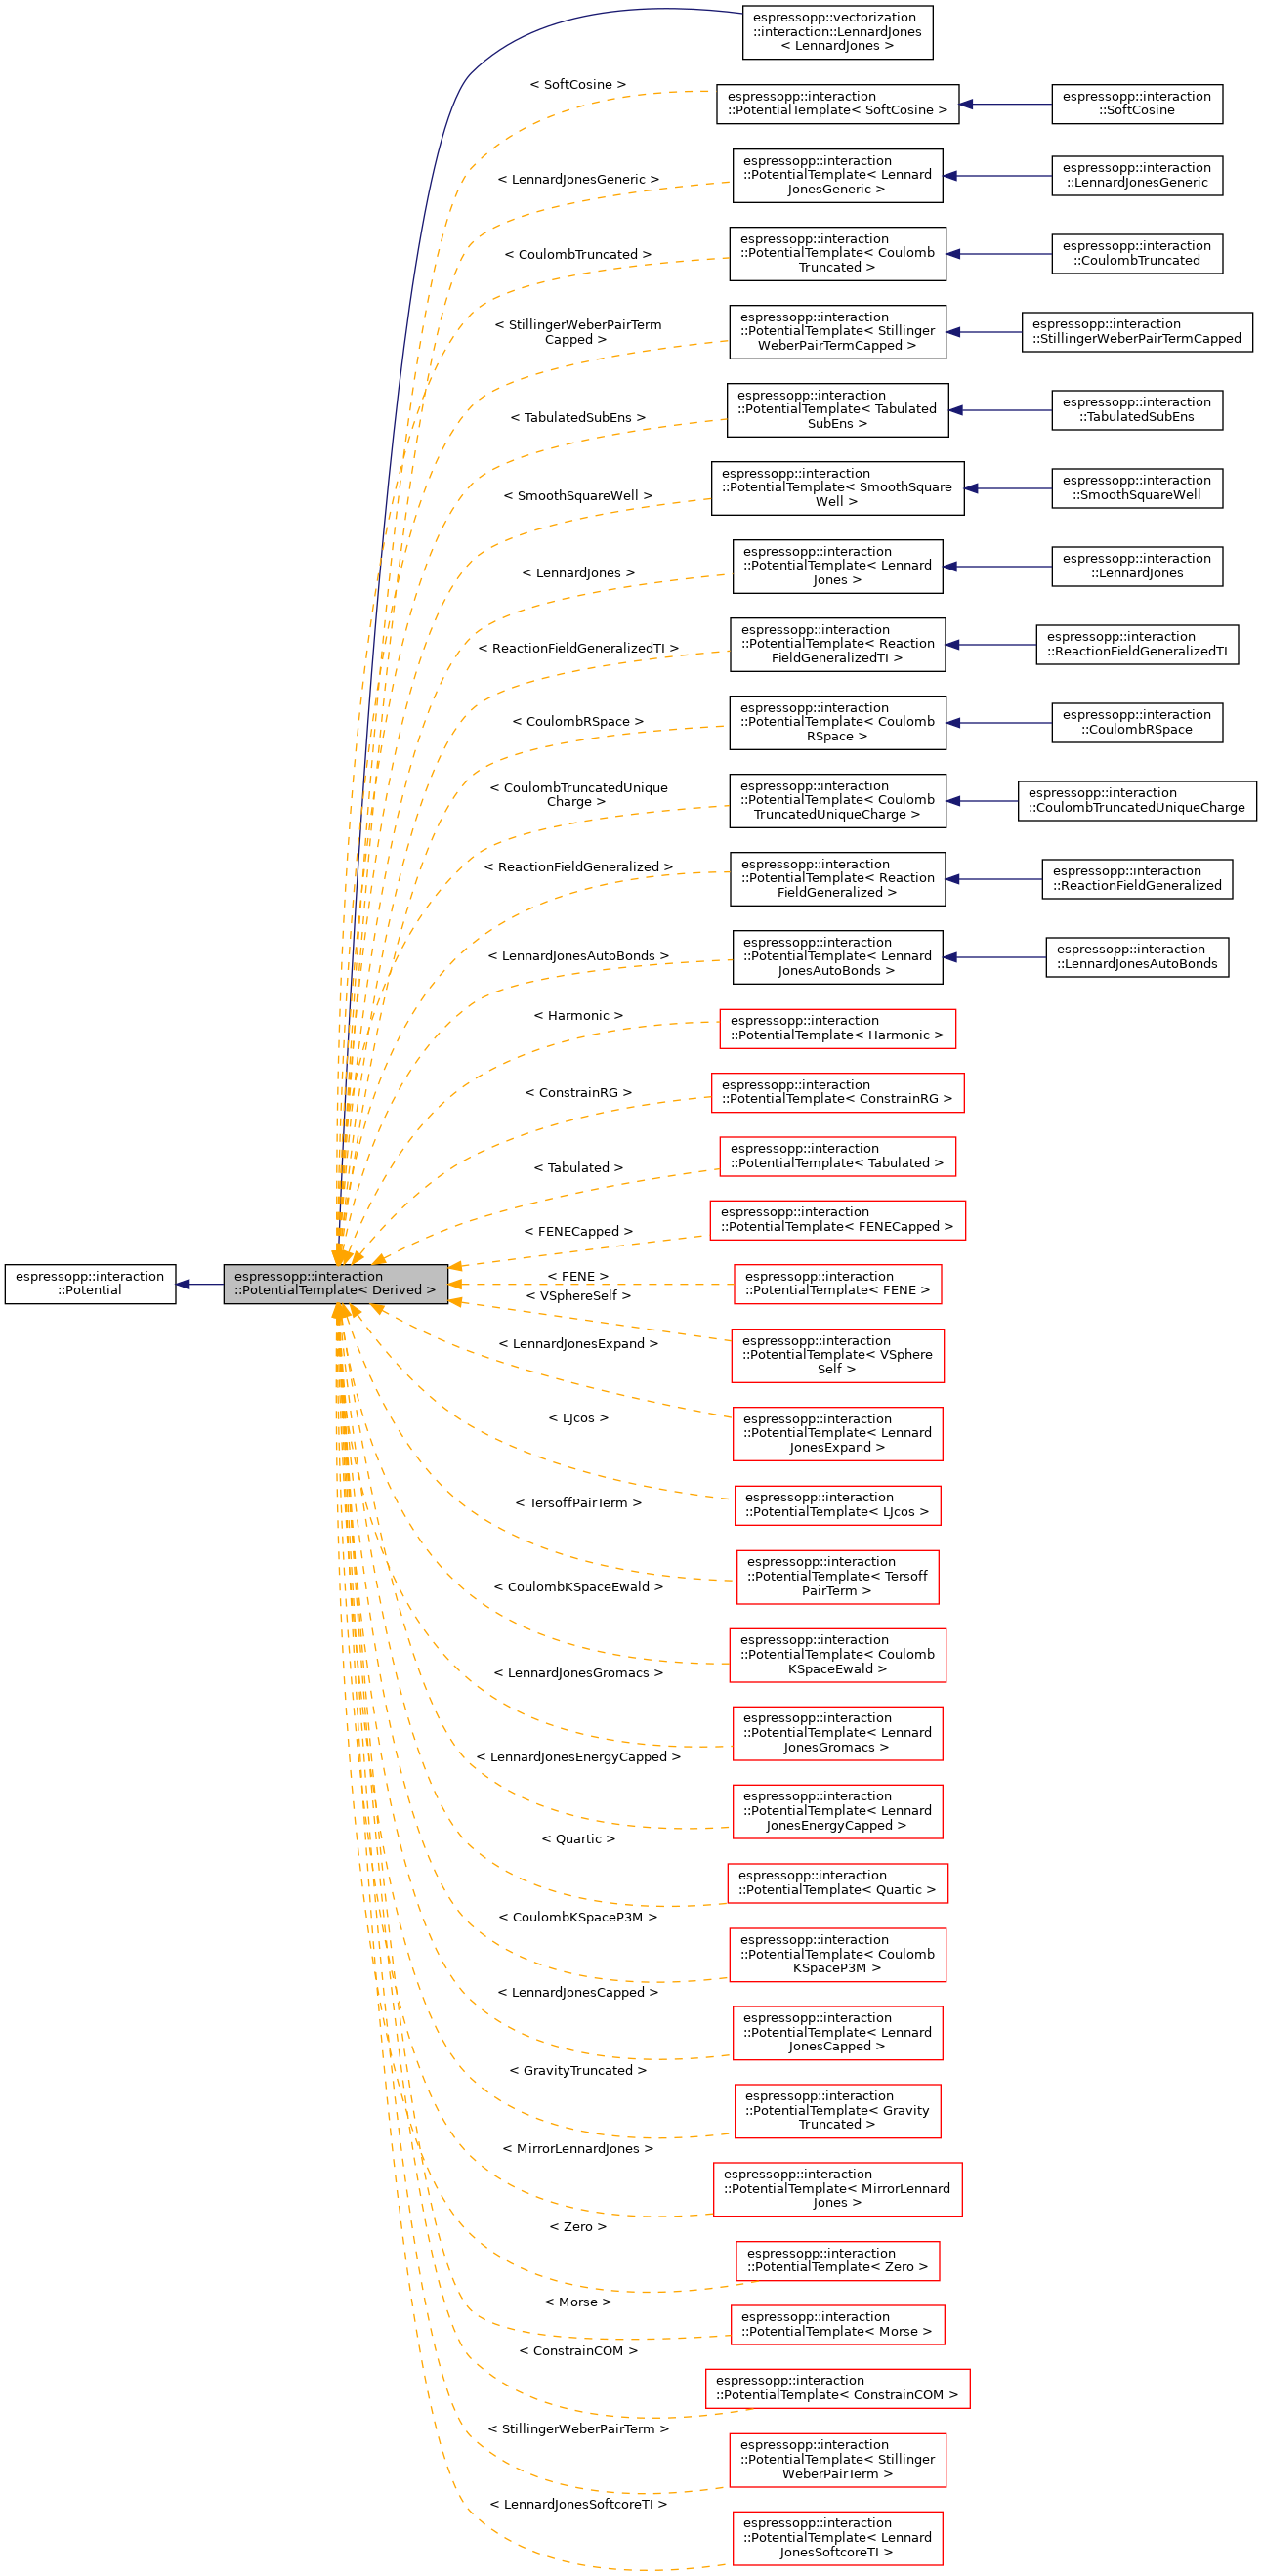 espressopp::vectorization
::interaction::LennardJones
< LennardJones >
< SoftCosine >
espressopp::interaction
::PotentialTemplate< SoftCosine >
espressopp::interaction
::SoftCosine
< LennardJonesGeneric >
espressopp::interaction
::PotentialTemplate< Lennard
JonesGeneric >
espressopp::interaction
::LennardJonesGeneric
< CoulombTruncated >
espressopp::interaction
::PotentialTemplate< Coulomb
Truncated >
espressopp::interaction
::CoulombTruncated
< StillingerWeberPairTerm
Capped >
espressopp::interaction
::PotentialTemplate< Stillinger
WeberPairTermCapped >
espressopp::interaction
::StillingerWeberPairTermCapped
< TabulatedSubEns >
espressopp::interaction
::PotentialTemplate< Tabulated
SubEns >
espressopp::interaction
::TabulatedSubEns
< SmoothSquareWell >
espressopp::interaction
::PotentialTemplate< SmoothSquare
Well >
espressopp::interaction
::SmoothSquareWell
< LennardJones >
espressopp::interaction
::PotentialTemplate< Lennard
Jones >
espressopp::interaction
::LennardJones
< ReactionFieldGeneralizedTI >
espressopp::interaction
::PotentialTemplate< Reaction
FieldGeneralizedTI >
espressopp::interaction
::ReactionFieldGeneralizedTI
< CoulombRSpace >
espressopp::interaction
::PotentialTemplate< Coulomb
RSpace >
espressopp::interaction
::CoulombRSpace
< CoulombTruncatedUnique
Charge >
espressopp::interaction
::PotentialTemplate< Coulomb
TruncatedUniqueCharge >
espressopp::interaction
::CoulombTruncatedUniqueCharge
< ReactionFieldGeneralized >
espressopp::interaction
::PotentialTemplate< Reaction
FieldGeneralized >
espressopp::interaction
::ReactionFieldGeneralized
< LennardJonesAutoBonds >
espressopp::interaction
::PotentialTemplate< Lennard
JonesAutoBonds >
espressopp::interaction
::LennardJonesAutoBonds
< Harmonic >
espressopp::interaction
::PotentialTemplate< Harmonic >
< ConstrainRG >
espressopp::interaction
::PotentialTemplate< ConstrainRG >
< Tabulated >
espressopp::interaction
::PotentialTemplate< Tabulated >
< FENECapped >
espressopp::interaction
::PotentialTemplate< FENECapped >
espressopp::interaction
::Potential
espressopp::interaction
::PotentialTemplate< Derived >
< FENE >
espressopp::interaction
::PotentialTemplate< FENE >
< VSphereSelf >
espressopp::interaction
::PotentialTemplate< VSphere
Self >
< LennardJonesExpand >
espressopp::interaction
::PotentialTemplate< Lennard
JonesExpand >
< LJcos >
espressopp::interaction
::PotentialTemplate< LJcos >
< TersoffPairTerm >
espressopp::interaction
::PotentialTemplate< Tersoff
PairTerm >
< CoulombKSpaceEwald >
espressopp::interaction
::PotentialTemplate< Coulomb
KSpaceEwald >
< LennardJonesGromacs >
espressopp::interaction
::PotentialTemplate< Lennard
JonesGromacs >
< LennardJonesEnergyCapped >
espressopp::interaction
::PotentialTemplate< Lennard
JonesEnergyCapped >
< Quartic >
espressopp::interaction
::PotentialTemplate< Quartic >
< CoulombKSpaceP3M >
espressopp::interaction
::PotentialTemplate< Coulomb
KSpaceP3M >
< LennardJonesCapped >
espressopp::interaction
::PotentialTemplate< Lennard
JonesCapped >
< GravityTruncated >
espressopp::interaction
::PotentialTemplate< Gravity
Truncated >
< MirrorLennardJones >
espressopp::interaction
::PotentialTemplate< MirrorLennard
Jones >
< Zero >
espressopp::interaction
::PotentialTemplate< Zero >
< Morse >
espressopp::interaction
::PotentialTemplate< Morse >
< ConstrainCOM >
espressopp::interaction
::PotentialTemplate< ConstrainCOM >
< StillingerWeberPairTerm >
espressopp::interaction
::PotentialTemplate< Stillinger
WeberPairTerm >
< LennardJonesSoftcoreTI >
espressopp::interaction
::PotentialTemplate< Lennard
JonesSoftcoreTI >